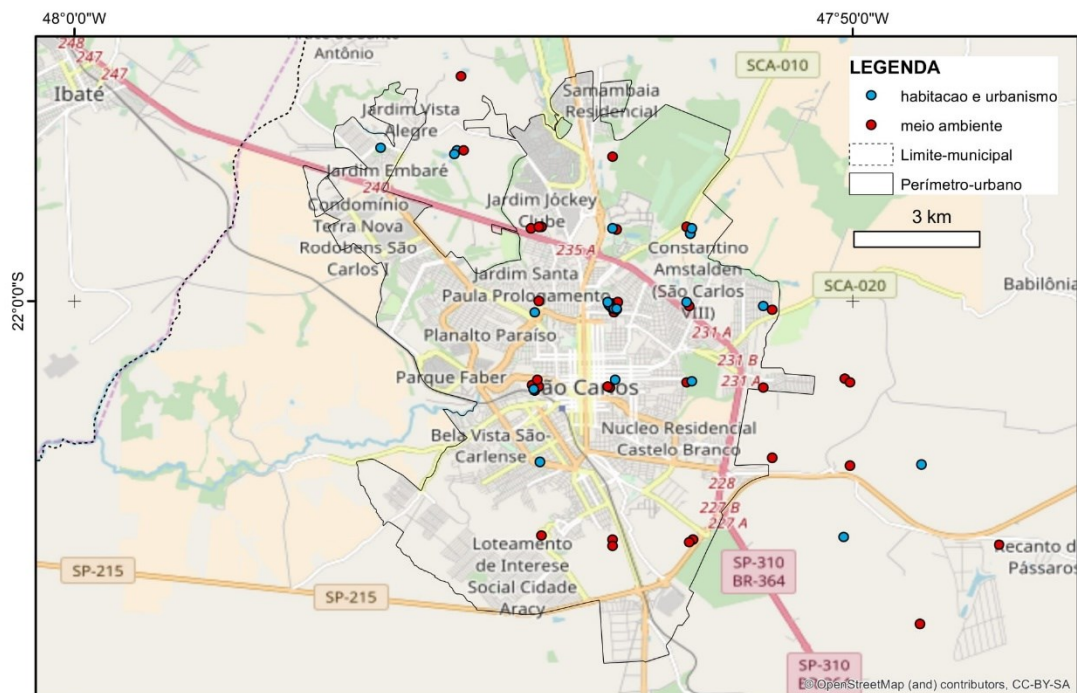 48°0'0"W
47°50'0"W
22°0'0"S
248
247
247
Ibaté
Antônio
Jardim Vista
Alegre
Samambaia
Residencial
SCA-010
LEGENDA
habitacao e urbanismo
meio ambiente
Limite-municipal
Perímetro-urbano
3 km
Jardim Embaré
240
Condomínio
Terra Nova
Rodobens São
Carlos I
Jardim Jóckey
Clube
235 A
Constantino
Amstalden
(São Carlos
VIII)
Babilônia
SCA-020
Jardim Santa
Paula Prologamento
Planalto Paraíso
231 A
231 B
231 A
Parque Faber
São Carlos
Bela Vista São-
Carlense
Nucleo Residencial
Castelo Branco
228
227 B
227 A
Loteamento
de Interese
Social Cidade
Aracy
SP-215
SP-215
SP-310
BR-364
Recanto d
Pássaros
SP-310
© OpenStreetMap (and) contributors, CC-BY-SA